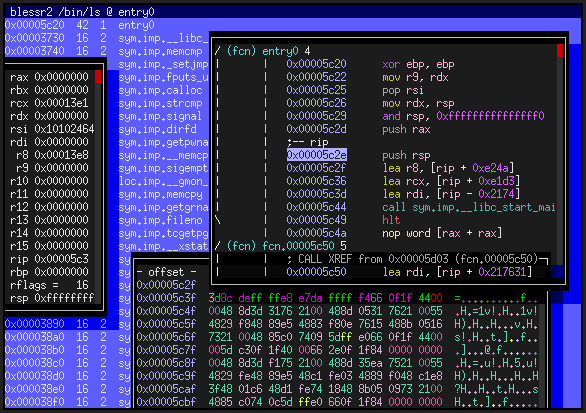 blessr2 /bin/ls @ entry0
0x00005c20 42 1 entry0
0x00003730 16 2 sym.imp.__libc_
0x00003740 16 2 sym.imp.memcmp
sym.imp._setjmp
sym.imp.fputs_u
sym.imp.calloc
sym.imp.strcmp
sym.imp.signal
sym.imp.dirfd
sym.imp.getpwna
sym.imp.__memcp
sym.imp.sigempt
loc.imp.__gmon_
sym.imp.memcpy
sym.imp.getgrna
sym.imp.fileno
sym.imp.tcgetpg
sym.imp.__xstat
rax 0x0000000
rbx 0x0000000
rcx 0x00013e1
rdx 0x0000000
rsi 0x10102464
rdi 0x0000000
r8 0x00013e8
r9 0x0000000
r10 0x0000000
r11 0x0000000
r12 0x0000000
r13 0x0000000
r14 0x0000000
r15 0x0000000
rip 0x00005c3
rbp 0x0000000
rflags = 16
rsp 0xffffffff
/ (fcn) entry0 4
| | 0x00005c20 xor ebp, ebp
| | 0x00005c22 mov r9, rdx
| | 0x00005c25 pop rsi
| | 0x00005c26 mov rdx, rsp
| | 0x00005c29 and rsp, 0xfffffffffffffff0
| | 0x00005c2d push rax
| | ;-- rip
| | 0x00005c2e push rsp
| | 0x00005c2f lea r8, [rip + 0xe24a]
| | 0x00005c36 lea rcx, [rip + 0xe1d3]
| | 0x00005c3d lea rdi, [rip - 0x2174]
| | 0x00005c44 call sym.imp.__libc_start_mai
\ | 0x00005c49 hlt
| 0x00005c4a nop word [rax + rax]
/ (fcn) fcn.00005c50 5
| | ; CALL XREF from 0x00005d03 (fcn.00005c50)
| | 0x00005c50 lea rdi, [rip + 0x217631]
- offset -
0x00005c2f
0x00005c3f 3d8c deff ffe8 e7da ffff f466 0f1f 4400 =..........f..
0x00005c4f 0048 8d3d 3176 2100 488d 0531 7621 0055 .H.=1v!.H..1v!
0x00005c5f 4829 f848 89e5 4883 f80e 7615 488b 0516 H).H..H...v.H.
0x00005c6f 7321 0048 85c0 7409 5dff e066 0f1f 4400 s!.H..t.]..f..
0x00005c7f 005d c30f 1f40 0066 2e0f 1f84 0000 0000 .]...@.f......
0x00005c8f 0048 8d3d f175 2100 488d 35ea 7521 0055 .H.=.u!.H.5.u!
0x00005c9f 4829 fe48 89e5 48c1 fe03 4889 f048 c1e8 H).H..H...H..H
0x00005caf 3f48 01c6 48d1 fe74 1848 8b05 0973 2100 ?H..H..t.H...s
0x00005cbf 4885 c074 0c5d ffe0 660f 1f84 0000 0000 H..t.]..f.....
0x00003890 16 2 sy
0x000038a0 16 2 sy
0x000038b0 16 2 sy
0x000038c0 16 2 sy
0x000038d0 16 2 sy
0x000038e0 16 2 sy
0x000038f0 16 2 sy